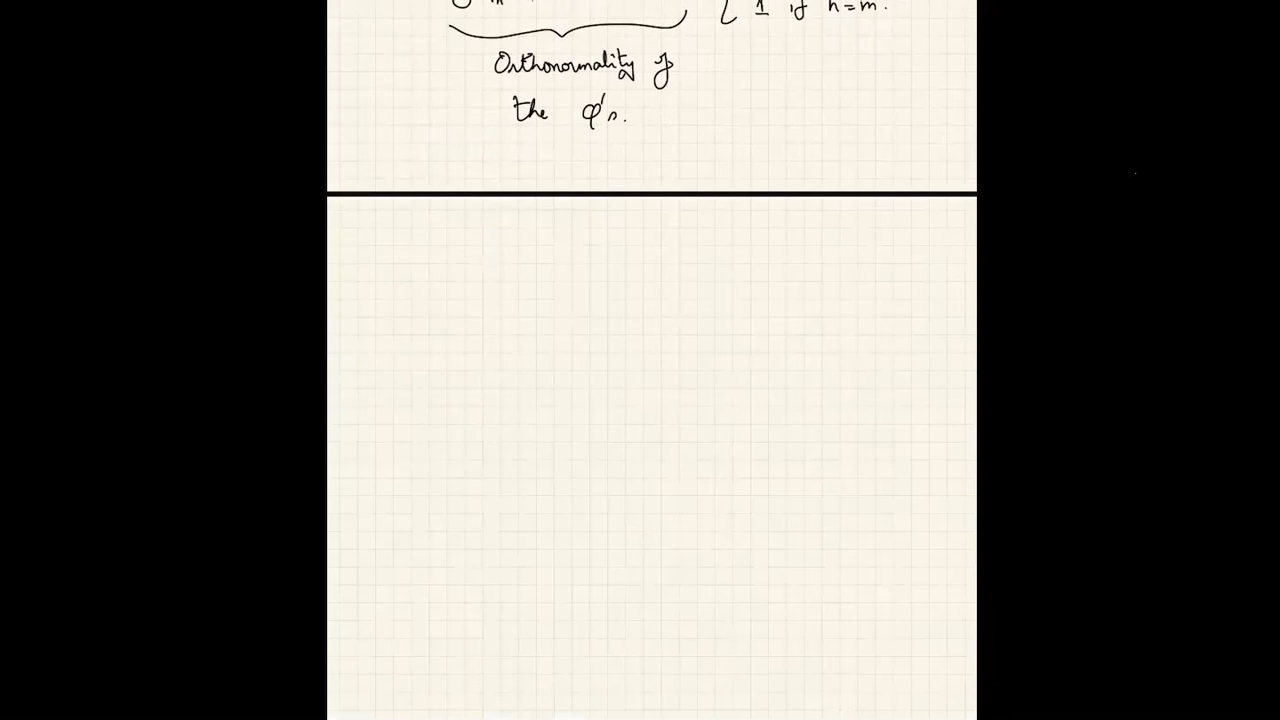 1 if n=m.
Orthonormality of
the φ's.